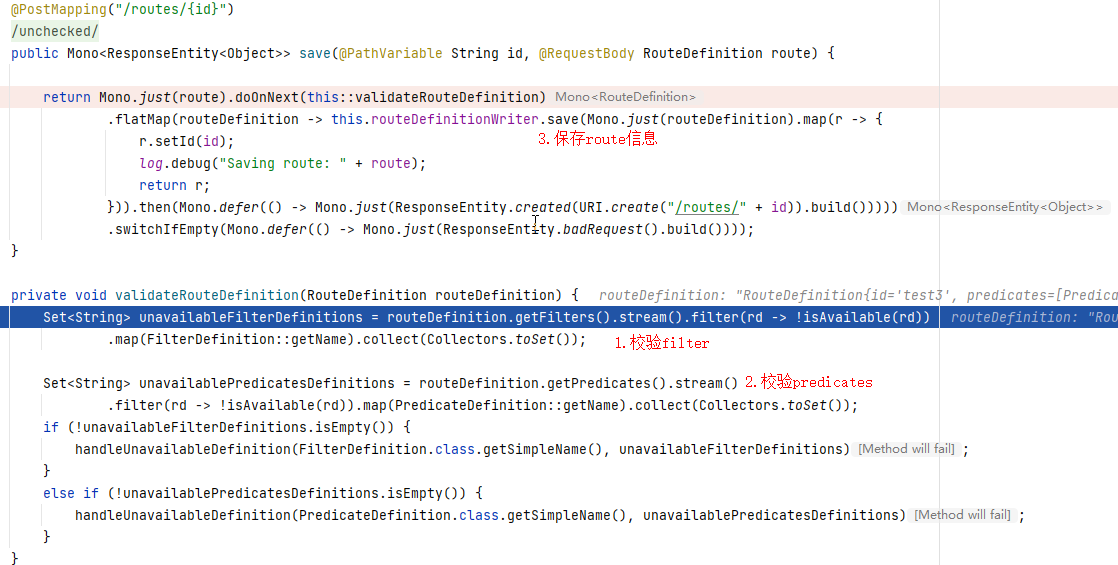 @PostMapping("/routes/{id}")
/unchecked/
public Mono<ResponseEntity<Object>> save(@PathVariable String id, @RequestBody RouteDefinition route) {
return Mono.just(route).doOnNext(this::validateRouteDefinition) Mono<RouteDefinition>
.flatMap(routeDefinition -> this.routeDefinitionWriter.save(Mono.just(routeDefinition).map(r -> {
r.setId(id);
3.保存route信息
log.debug("Saving route: " + route);
return r;
})).then(Mono.defer(() -> Mono.just(ResponseEntity.created(URI.create("/routes/" + id)).build())))) Mono<ResponseEntity<Object>>
.switchIfEmpty(Mono.defer(() -> Mono.just(ResponseEntity.badRequest().build())));
}
private void validateRouteDefinition(RouteDefinition routeDefinition) { routeDefinition: "RouteDefinition{id='test3', predicates=[Predica
Set<String> unavailableFilterDefinitions = routeDefinition.getFilters().stream().filter(rd -> !isAvailable(rd)) routeDefinition: "Rou
.map(FilterDefinition::getName).collect(Collectors.toSet()); 1.校验filter
Set<String> unavailablePredicatesDefinitions = routeDefinition.getPredicates().stream() 2.校验predicates
.filter(rd -> !isAvailable(rd)).map(PredicateDefinition::getName).collect(Collectors.toSet());
if (!unavailableFilterDefinitions.isEmpty()) {
handleUnavailableDefinition(FilterDefinition.class.getSimpleName(), unavailableFilterDefinitions) [Method will fail] ;
}
else if (!unavailablePredicatesDefinitions.isEmpty()) {
handleUnavailableDefinition(PredicateDefinition.class.getSimpleName(), unavailablePredicatesDefinitions) [Method will fail] ;
}
}